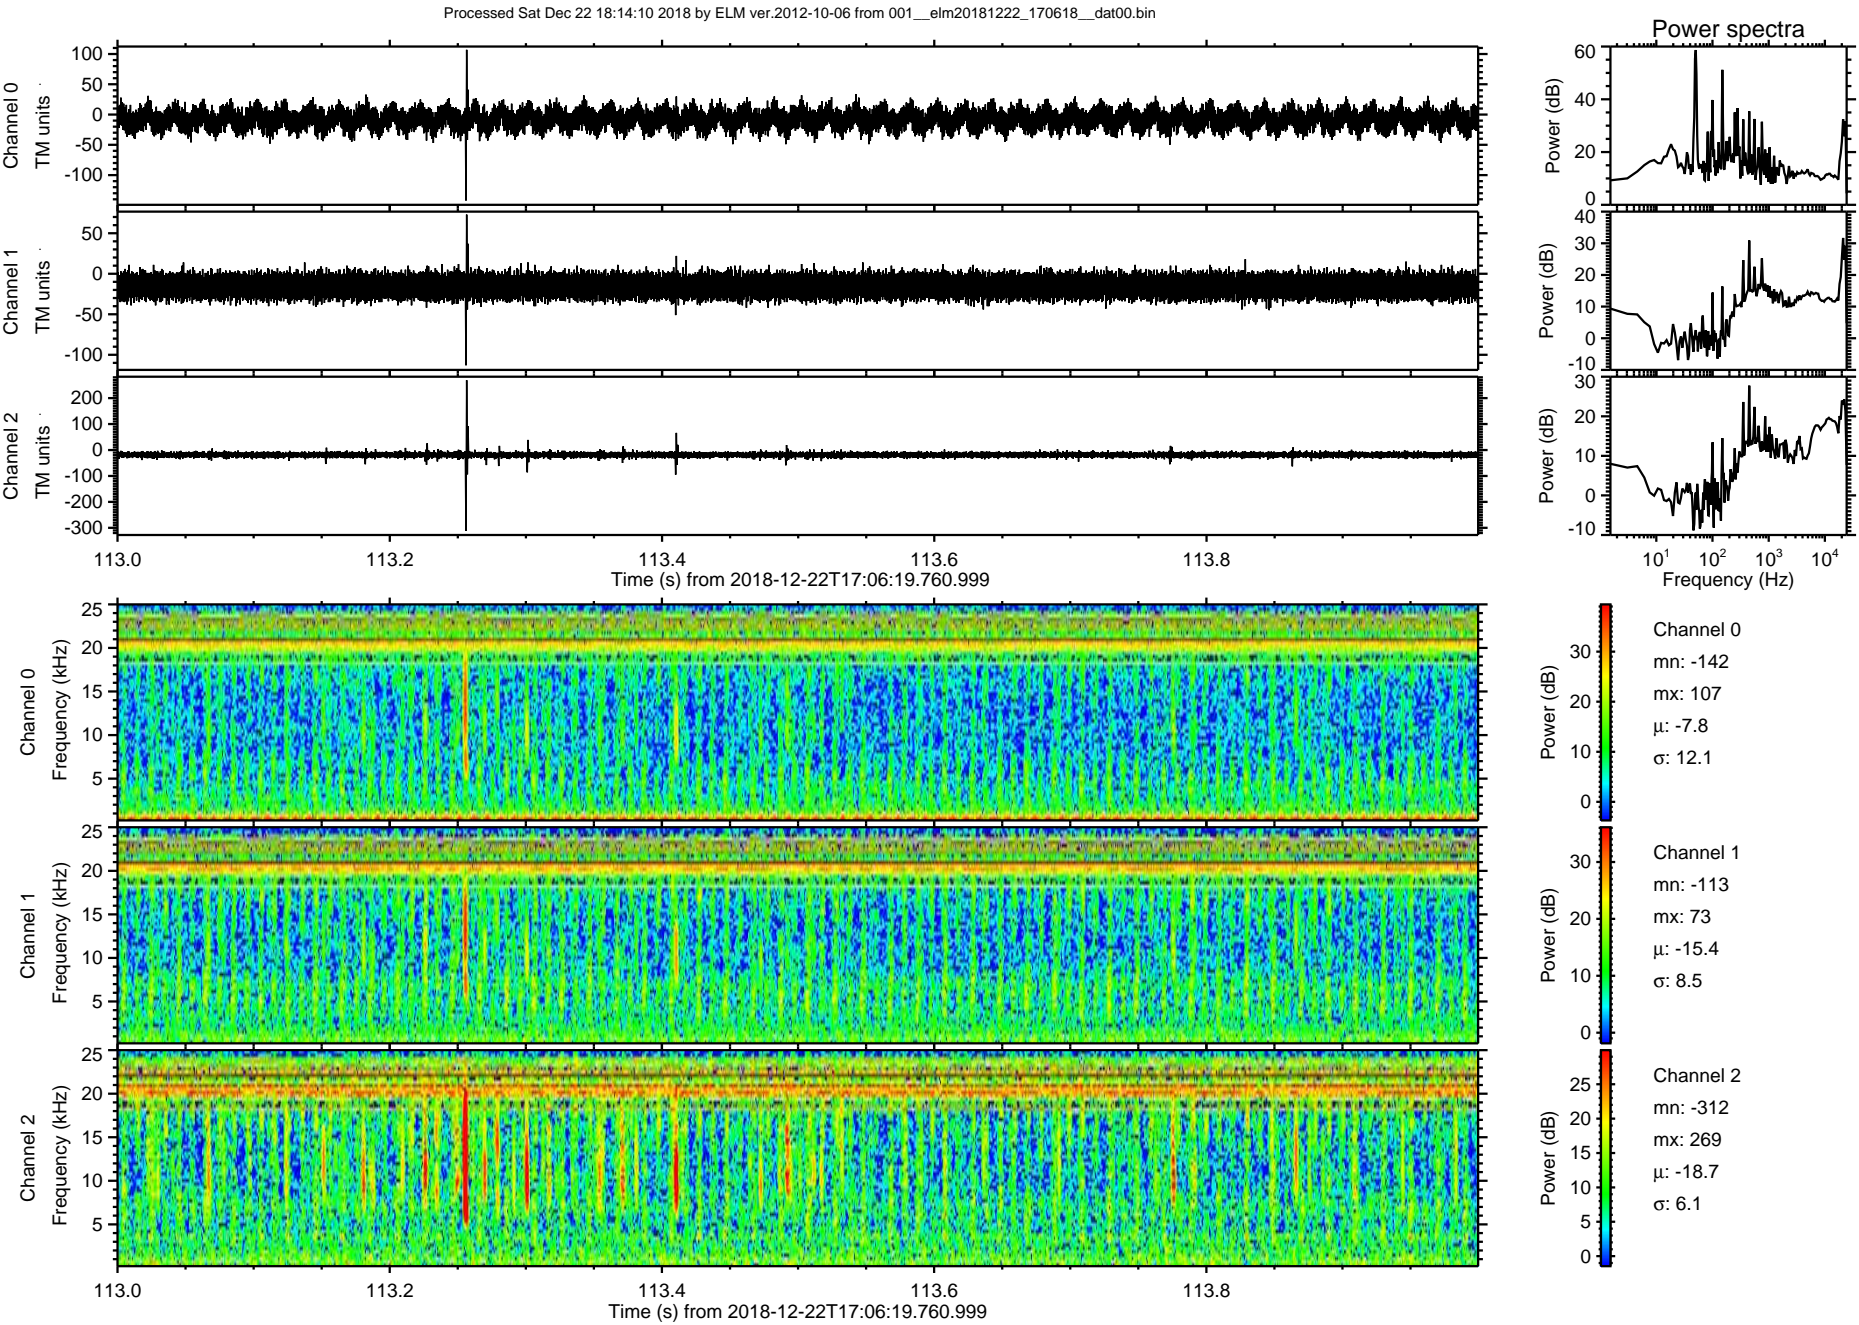 Processed Sat Dec 22 18:14:10 2018 by ELM ver.2012-10-06 from 001__elm20181222_170618__dat00.bin
Power spectra
Channel 0
TM units
100
50
0
-50
-100
Power (dB)
60
40
20
0
Channel 1
TM units
50
0
-50
-100
Power (dB)
40
30
20
10
0
-10
Channel 2
TM units
200
100
0
-100
-200
-300
Power (dB)
30
20
10
0
-10
113.0 113.2 113.4 113.6 113.8
Time (s) from 2018-12-22T17:06:19.760.999
10^1 10^2 10^3 10^4
Frequency (Hz)
Channel 0
Frequency (kHz)
25
20
15
10
5
Power (dB)
30
20
10
0
Channel 0
mn: -142
mx: 107
μ: -7.8
σ: 12.1
Channel 1
Frequency (kHz)
25
20
15
10
5
Power (dB)
30
20
10
0
Channel 1
mn: -113
mx: 73
μ: -15.4
σ: 8.5
Channel 2
Frequency (kHz)
25
20
15
10
5
Power (dB)
25
20
15
10
5
0
Channel 2
mn: -312
mx: 269
μ: -18.7
σ: 6.1
113.0 113.2 113.4 113.6 113.8
Time (s) from 2018-12-22T17:06:19.760.999